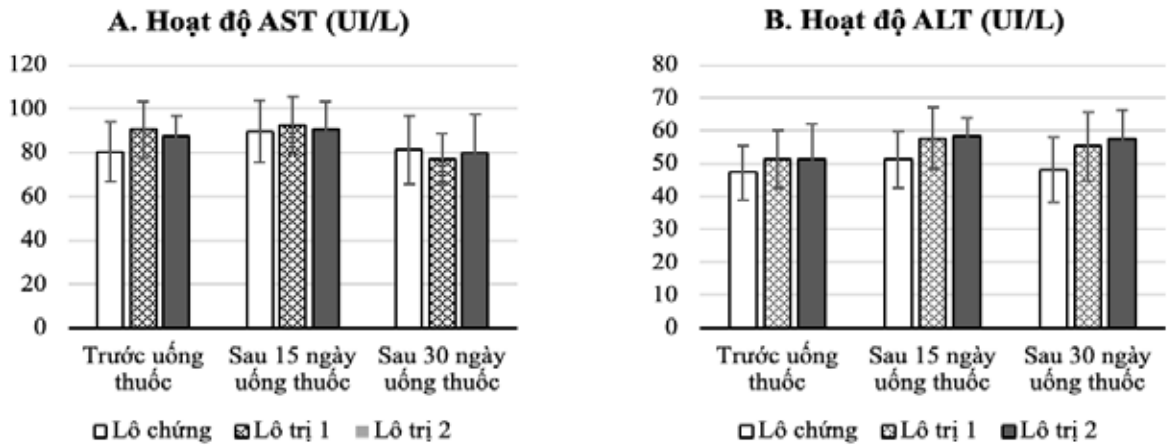 A. Hoạt độ AST (UI/L)
120
100
80
60
40
20
0
Trước uống thuốc
Sau 15 ngày uống thuốc
Sau 30 ngày uống thuốc
Lô chứng Lô trị 1 Lô trị 2
B. Hoạt độ ALT (UI/L)
80
70
60
50
40
30
20
10
0
Trước uống thuốc
Sau 15 ngày uống thuốc
Sau 30 ngày uống thuốc
Lô chứng Lô trị 1 Lô trị 2